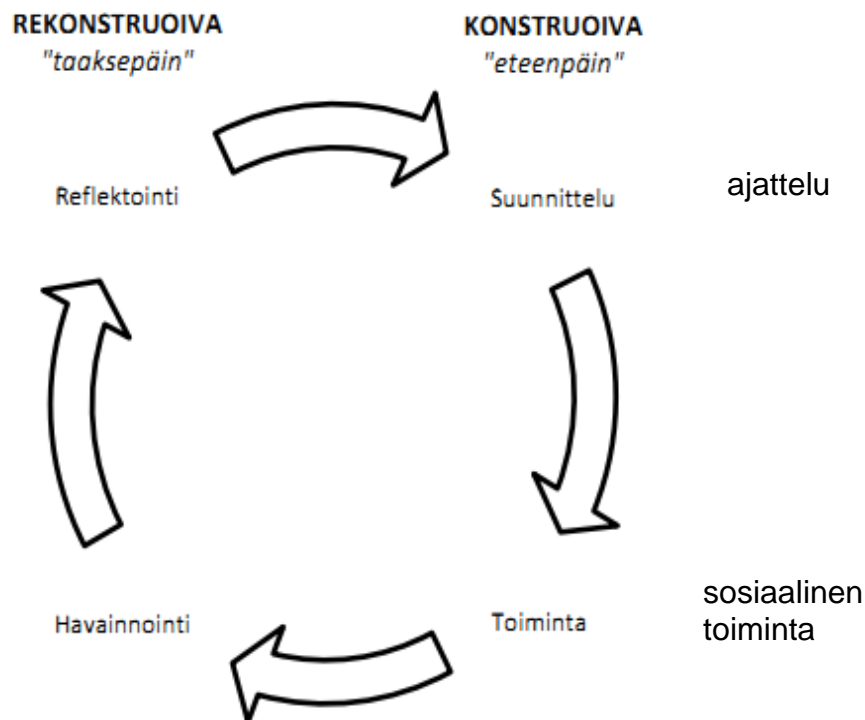 REKONSTRUOIVA
"taaksepäin"
KONSTRUOIVA
"eteenpäin"
Reflektointi
Suunnittelu
ajattelu
Havainnointi
Toiminta
sosiaalinen
toiminta